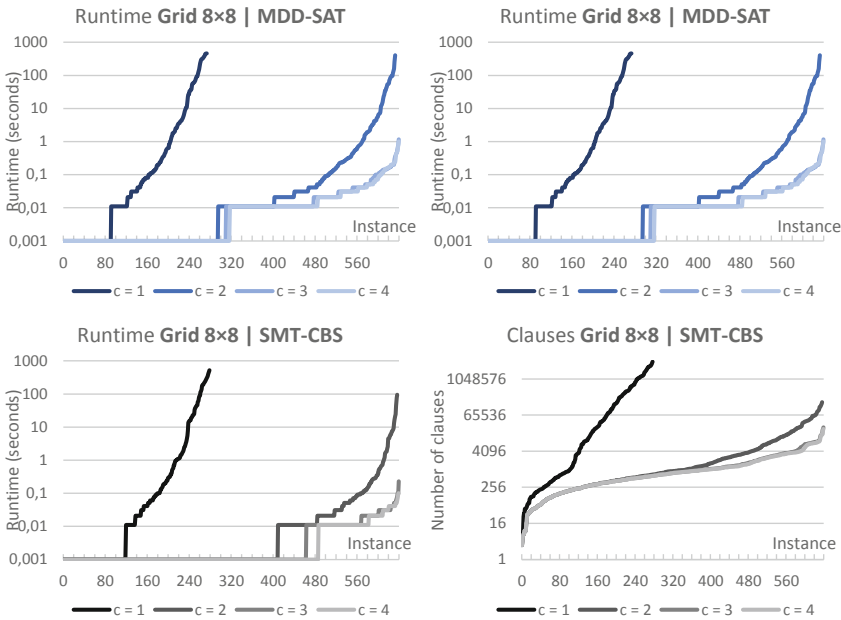 Runtime Grid 8×8 | MDD-SAT
Runtime (seconds)
1000
100
10
1
0,1
0,01
0,001
Instance
0 80 160 240 320 400 480 560
c = 1 c = 2 c = 3 c = 4
Runtime Grid 8×8 | MDD-SAT
Runtime (seconds)
1000
100
10
1
0,1
0,01
0,001
Instance
0 80 160 240 320 400 480 560
c = 1 c = 2 c = 3 c = 4
Runtime Grid 8×8 | SMT-CBS
Runtime (seconds)
1000
100
10
1
0,1
0,01
0,001
Instance
0 80 160 240 320 400 480 560
c = 1 c = 2 c = 3 c = 4
Clauses Grid 8×8 | SMT-CBS
Number of clauses
1048576
65536
4096
256
16
1
Instance
0 80 160 240 320 400 480 560
c = 1 c = 2 c = 3 c = 4